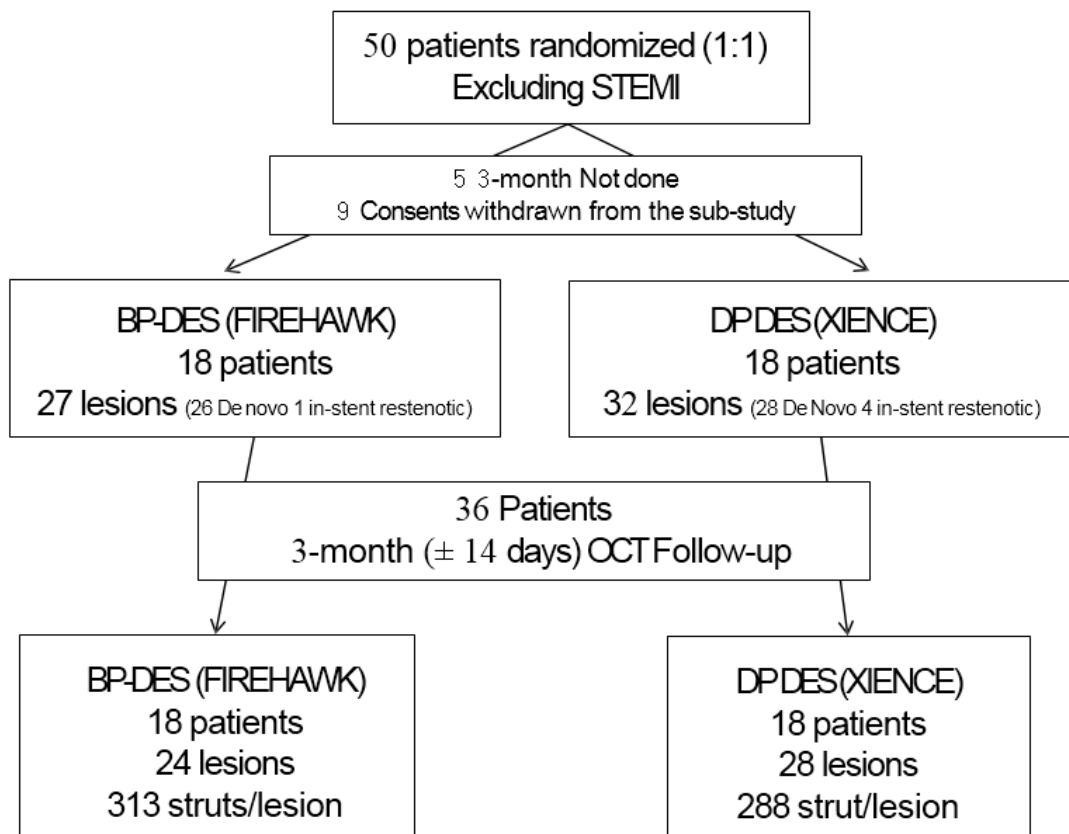 50 patients randomized (1:1)
Excluding STEMI
5 3-month Not done
9 Consents withdrawn from the sub-study
BP-DES (FIREHAWK)
18 patients
27 lesions (26 De novo 1 in-stent restenotic)
DP DES (XIENCE)
18 patients
32 lesions (28 De Novo 4 in-stent restenotic)
36 Patients
3-month (± 14 days) OCT Follow-up
BP-DES (FIREHAWK)
18 patients
24 lesions
313 struts/lesion
DP DES (XIENCE)
18 patients
28 lesions
288 strut/lesion